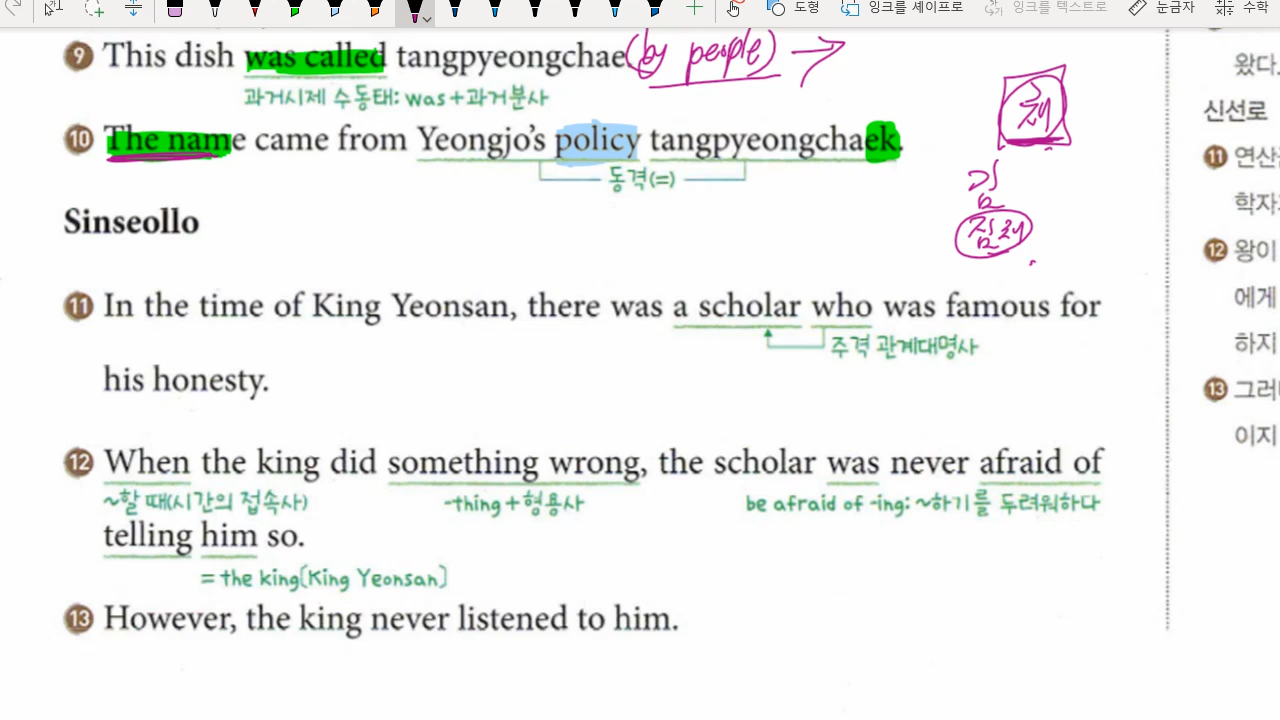 도형
잉크를 셰이프로
잉크를 텍스트로
눈금자
수학
9 This dish was called tangpyeongchae (by people) →
과거시제 수동태: was+과거분사
10 The name came from Yeongjo's policy tangpyeongchaek.
동격(=)
Sinseollo
11 In the time of King Yeonsan, there was a scholar who was famous for
주격 관계대명사
his honesty.
12 When the king did something wrong, the scholar was never afraid of
~할 때(시간의 접속사)
-thing+형용사
be afraid of -ing: ~하기를 두려워하다
telling him so.
= the king(King Yeonsan)
13 However, the king never listened to him.
왔다.
신선로
11 연산
학자
12 왕이
에게
하지
13 그러
이지